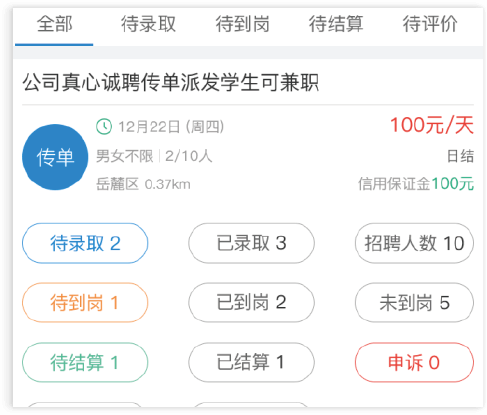 全部 待录取 待到岗 待结算 待评价
公司真心诚聘传单派发学生可兼职
12月22日 (周四) 100元/天
传单 男女不限 2/10人 日结
岳麓区 0.37km 信用保证金100元
待录取 2 已录取 3 招聘人数 10
待到岗 1 已到岗 2 未到岗 5
待结算 1 已结算 1 申诉 0